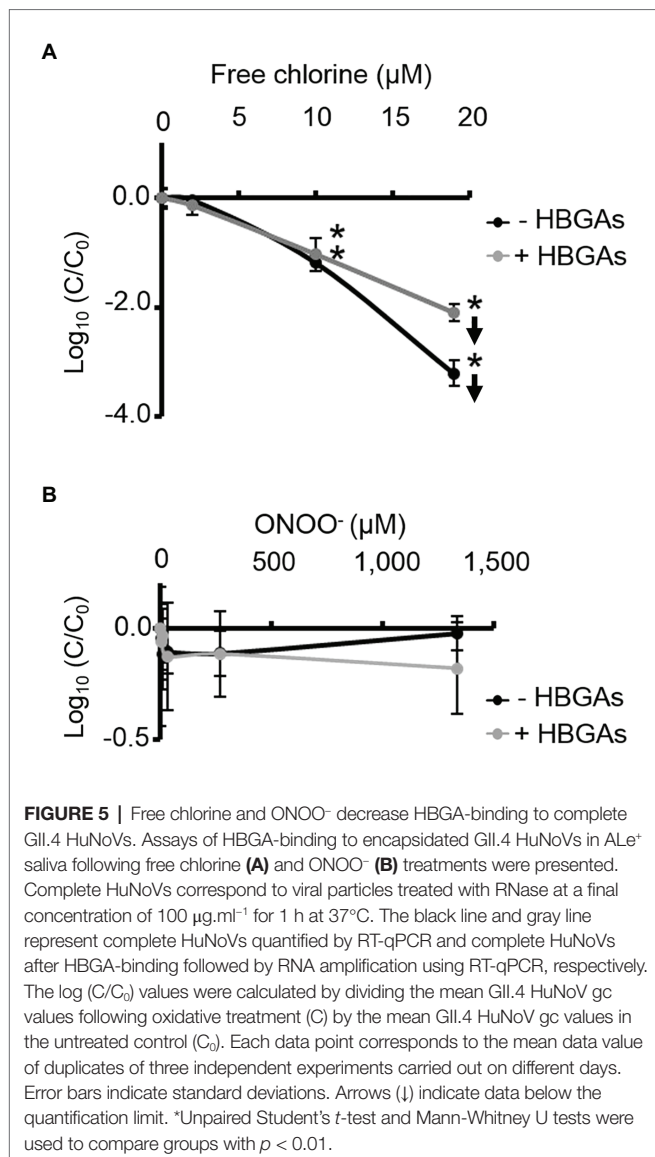 A
Free chlorine (µM)
0 5 10 15 20
0.0
-2.0
-4.0
Log₁₀ (C/C₀)
- HBGAs
+ HBGAs
*
*
*
*
B
ONOO⁻ (µM)
0 500 1,000 1,500
0.0
-0.5
Log₁₀ (C/C₀)
- HBGAs
+ HBGAs
FIGURE 5 | Free chlorine and ONOO⁻ decrease HBGA-binding to complete
GII.4 HuNoVs. Assays of HBGA-binding to encapsidated GII.4 HuNoVs in ALe⁺
saliva following free chlorine (A) and ONOO⁻ (B) treatments were presented.
Complete HuNoVs correspond to viral particles treated with RNase at a final
concentration of 100 µg.ml⁻¹ for 1 h at 37°C. The black line and gray line
represent complete HuNoVs quantified by RT-qPCR and complete HuNoVs
after HBGA-binding followed by RNA amplification using RT-qPCR, respectively.
The log (C/C₀) values were calculated by dividing the mean GII.4 HuNoV gc
values following oxidative treatment (C) by the mean GII.4 HuNoV gc values in
the untreated control (C₀). Each data point corresponds to the mean data value
of duplicates of three independent experiments carried out on different days.
Error bars indicate standard deviations. Arrows (↓) indicate data below the
quantification limit. *Unpaired Student's t-test and Mann-Whitney U tests were
used to compare groups with p < 0.01.